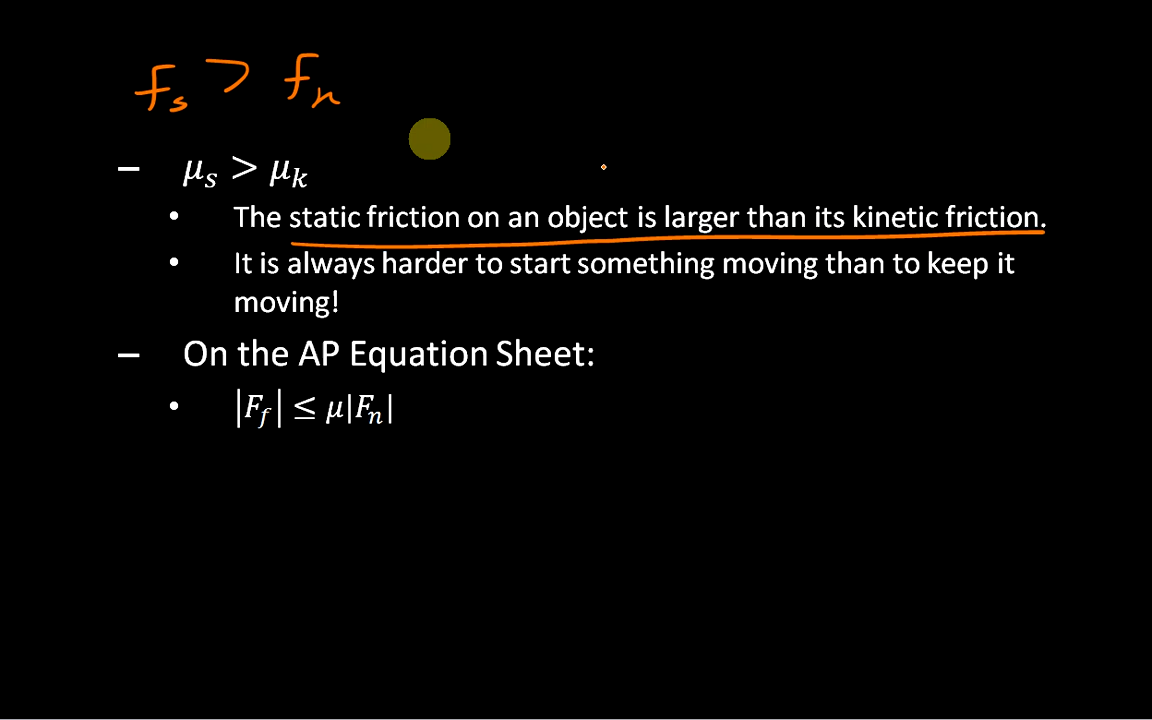 fs > fn
– μs > μk
• The static friction on an object is larger than its kinetic friction.
• It is always harder to start something moving than to keep it
moving!
– On the AP Equation Sheet:
• |Ff| ≤ μ|Fn|